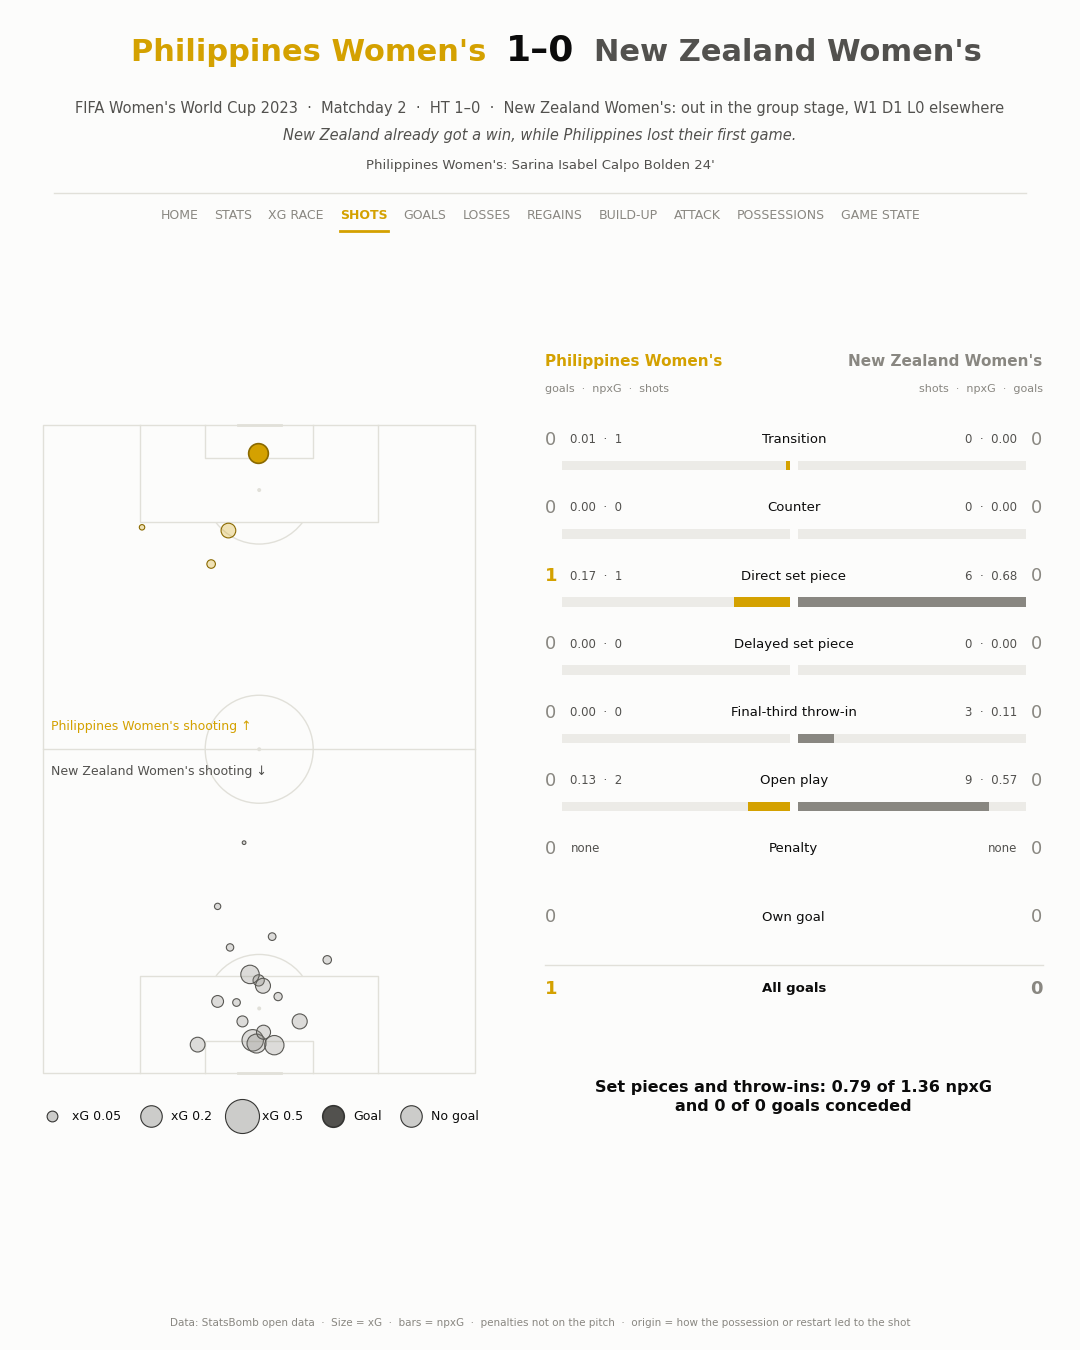 Philippines Women's 1–0 New Zealand Women's
FIFA Women's World Cup 2023 · Matchday 2 · HT 1–0 · New Zealand Women's: out in the group stage, W1 D1 L0 elsewhere
New Zealand already got a win, while Philippines lost their first game.
Philippines Women's: Sarina Isabel Calpo Bolden 24'
HOME STATS XG RACE SHOTS GOALS LOSSES REGAINS BUILD-UP ATTACK POSSESSIONS GAME STATE
Philippines Women's New Zealand Women's
goals · npxG · shots shots · npxG · goals
0 0.01 · 1 Transition 0 · 0.00 0
0 0.00 · 0 Counter 0 · 0.00 0
1 0.17 · 1 Direct set piece 6 · 0.68 0
0 0.00 · 0 Delayed set piece 0 · 0.00 0
0 0.00 · 0 Final-third throw-in 3 · 0.11 0
0 0.13 · 2 Open play 9 · 0.57 0
0 none Penalty none 0
0 Own goal 0
1 All goals 0
Philippines Women's shooting ↑
New Zealand Women's shooting ↓
xG 0.05 xG 0.2 xG 0.5 Goal No goal
Set pieces and throw-ins: 0.79 of 1.36 npxG
and 0 of 0 goals conceded
Data: StatsBomb open data · Size = xG · bars = npxG · penalties not on the pitch · origin = how the possession or restart led to the shot